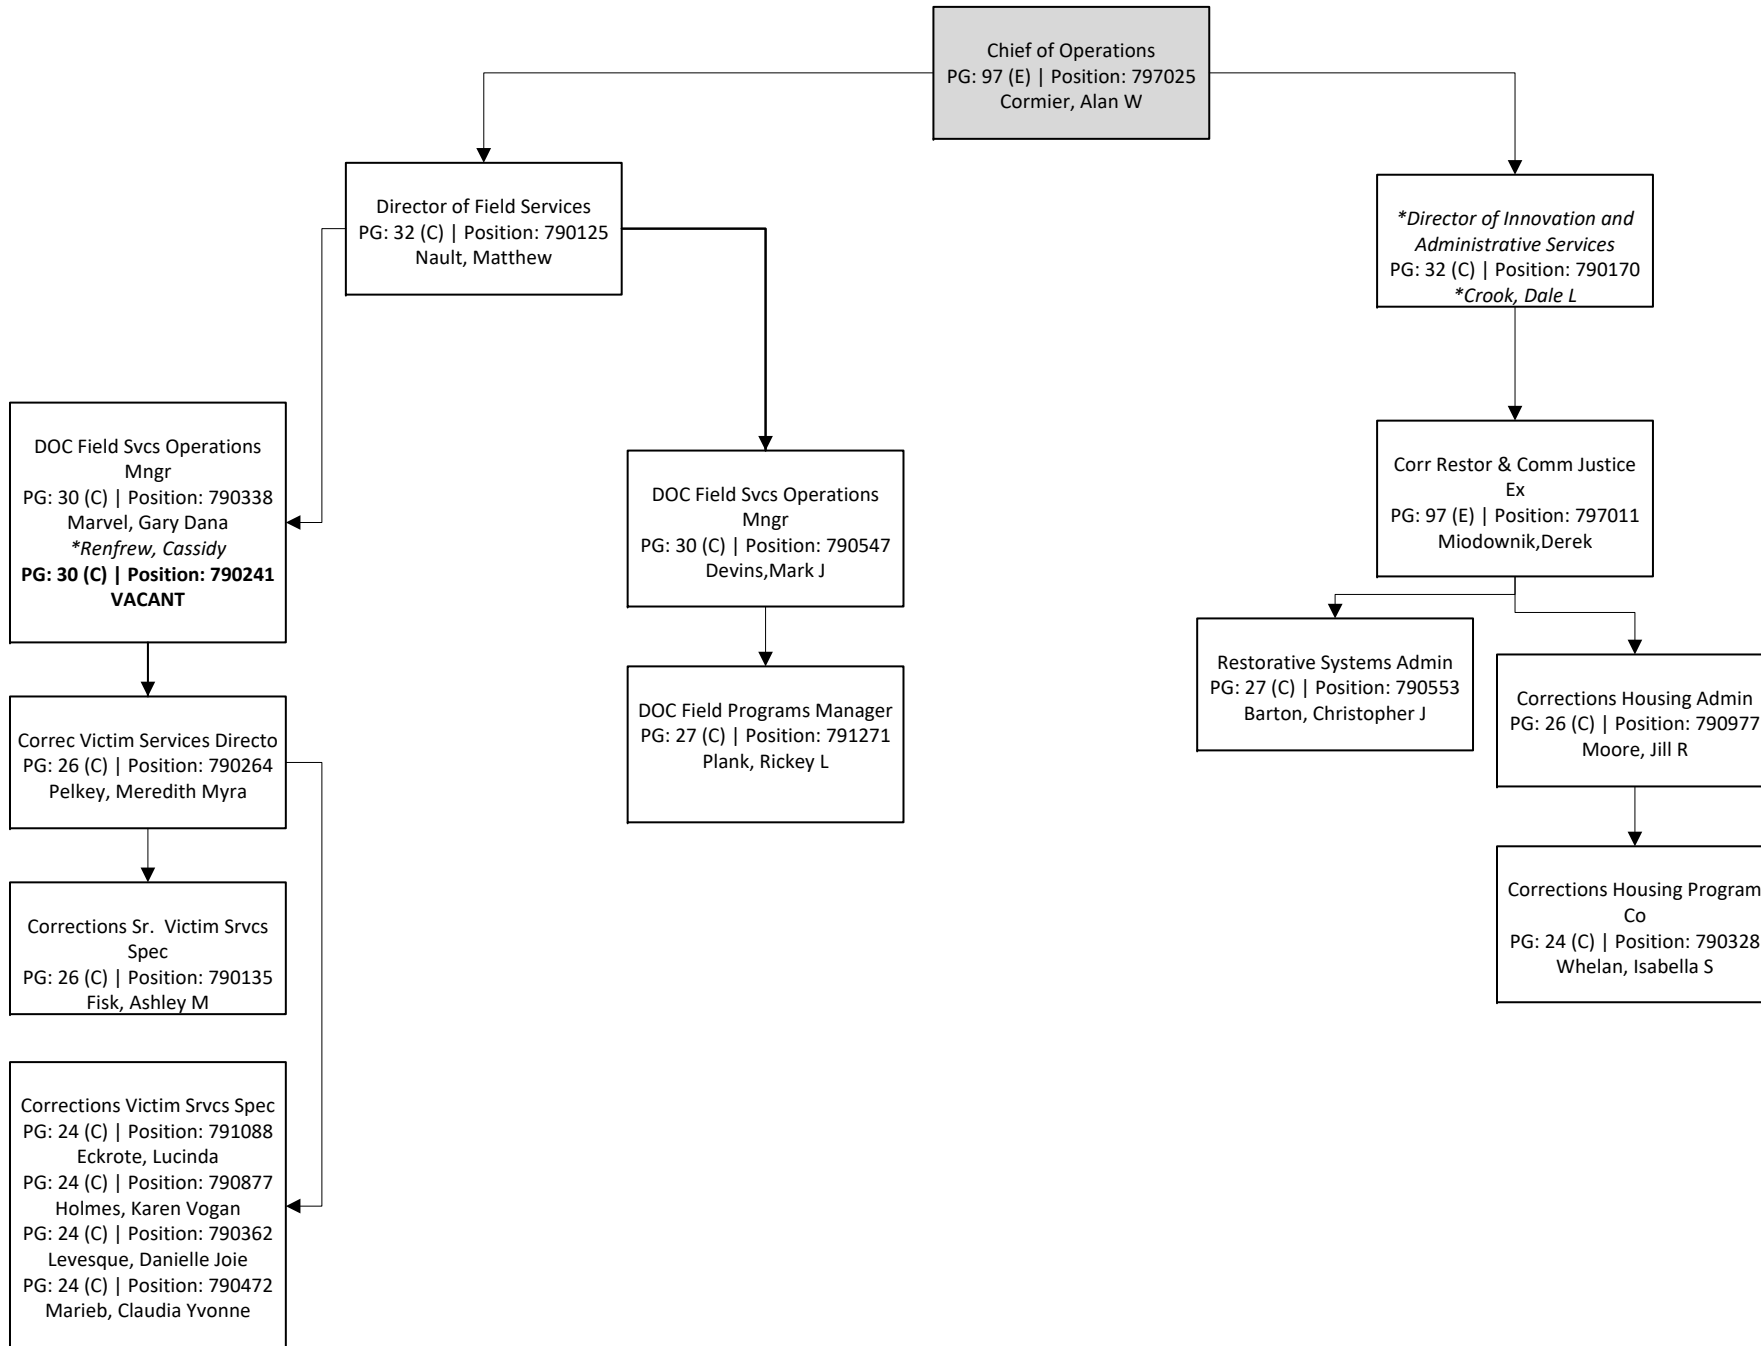 Chief of Operations
PG: 97 (E) | Position: 797025
Cormier, Alan W
Director of Field Services
PG: 32 (C) | Position: 790125
Nault, Matthew
*Director of Innovation and
Administrative Services
PG: 32 (C) | Position: 790170
*Crook, Dale L
DOC Field Svcs Operations
Mngr
PG: 30 (C) | Position: 790338
Marvel, Gary Dana
*Renfrew, Cassidy
PG: 30 (C) | Position: 790241
VACANT
DOC Field Svcs Operations
Mngr
PG: 30 (C) | Position: 790547
Devins,Mark J
Corr Restor & Comm Justice
Ex
PG: 97 (E) | Position: 797011
Miodownik,Derek
Restorative Systems Admin
PG: 27 (C) | Position: 790553
Barton, Christopher J
Corrections Housing Admin
PG: 26 (C) | Position: 790977
Moore, Jill R
Correc Victim Services Directo
PG: 26 (C) | Position: 790264
Pelkey, Meredith Myra
DOC Field Programs Manager
PG: 27 (C) | Position: 791271
Plank, Rickey L
Corrections Housing Program
Co
PG: 24 (C) | Position: 790328
Whelan, Isabella S
Corrections Sr.  Victim Srvcs
Spec
PG: 26 (C) | Position: 790135
Fisk, Ashley M
Corrections Victim Srvcs Spec
PG: 24 (C) | Position: 791088
Eckrote, Lucinda
PG: 24 (C) | Position: 790877
Holmes, Karen Vogan
PG: 24 (C) | Position: 790362
Levesque, Danielle Joie
PG: 24 (C) | Position: 790472
Marieb, Claudia Yvonne